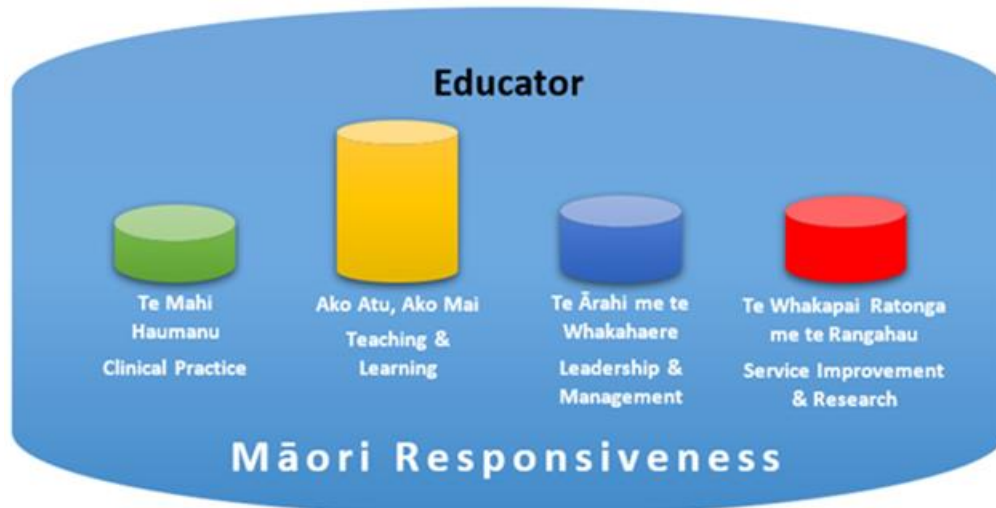 Educator
Te Mahi
Haumanu
Clinical Practice
Ako Atu, Ako Mai
Teaching &
Learning
Te Ārahi me te
Whakahaere
Leadership &
Management
Te Whakapai Ratonga
me te Rangahau
Service Improvement
& Research
Māori Responsiveness